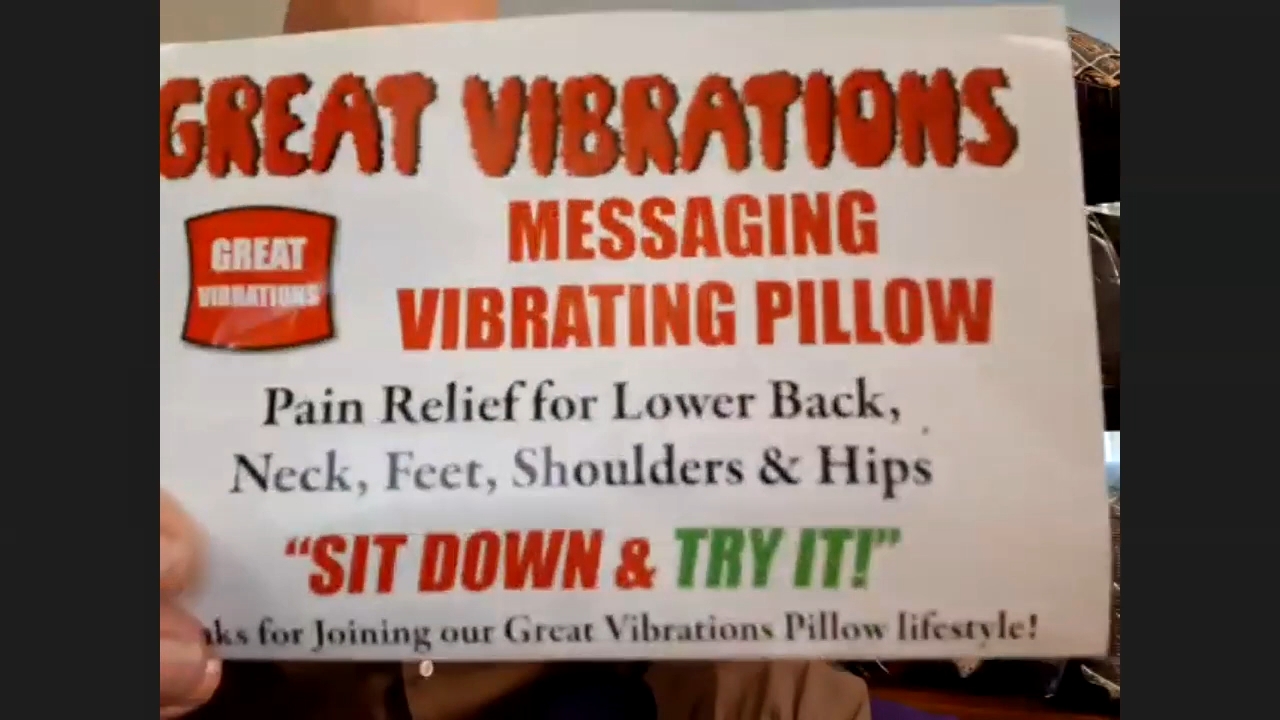 GREAT VIBRATIONS
MESSAGING
GREAT
VIBRATIONS
VIBRATING PILLOW
Pain Relief for Lower Back,
Neck, Feet, Shoulders & Hips
“SIT DOWN & TRY IT!”
for Joining our Great Vibrations Pillow lifestyle!